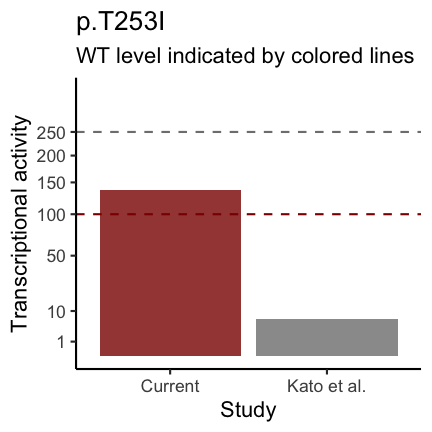 p.T253I
WT level indicated by colored lines
Transcriptional activity
250
200
150
100
50
10
1
Current
Kato et al.
Study